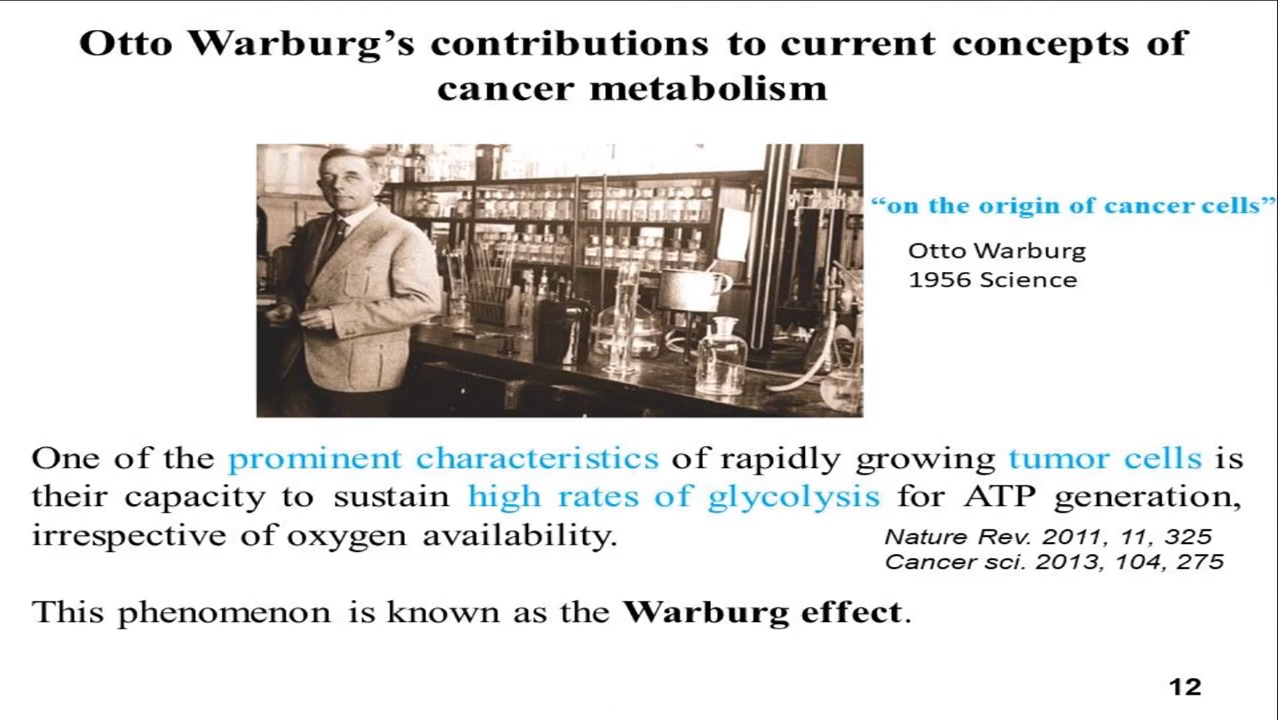 Otto Warburg’s contributions to current concepts of
cancer metabolism
“on the origin of cancer cells”
Otto Warburg
1956 Science
One of the prominent characteristics of rapidly growing tumor cells is
their capacity to sustain high rates of glycolysis for ATP generation,
irrespective of oxygen availability.
Nature Rev. 2011, 11, 325
Cancer sci. 2013, 104, 275
This phenomenon is known as the Warburg effect.
12